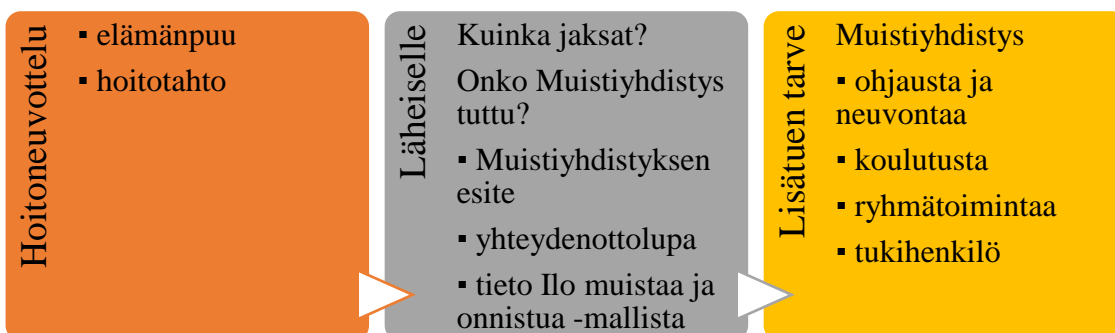 Hoitoneuvottelu
▪ elämänpuu
▪ hoitotahto
Läheiselle
Kuinka jaksat?
Onko Muistiyhdistys
tuttu?
▪ Muistiyhdistyksen
esite
▪ yhteydenottolupa
▪ tieto Ilo muistaa ja
onnistua -mallista
Lisätuen tarve
Muistiyhdistys
▪ ohjausta ja
neuvontaa
▪ koulutusta
▪ ryhmätoimintaa
▪ tukihenkilö